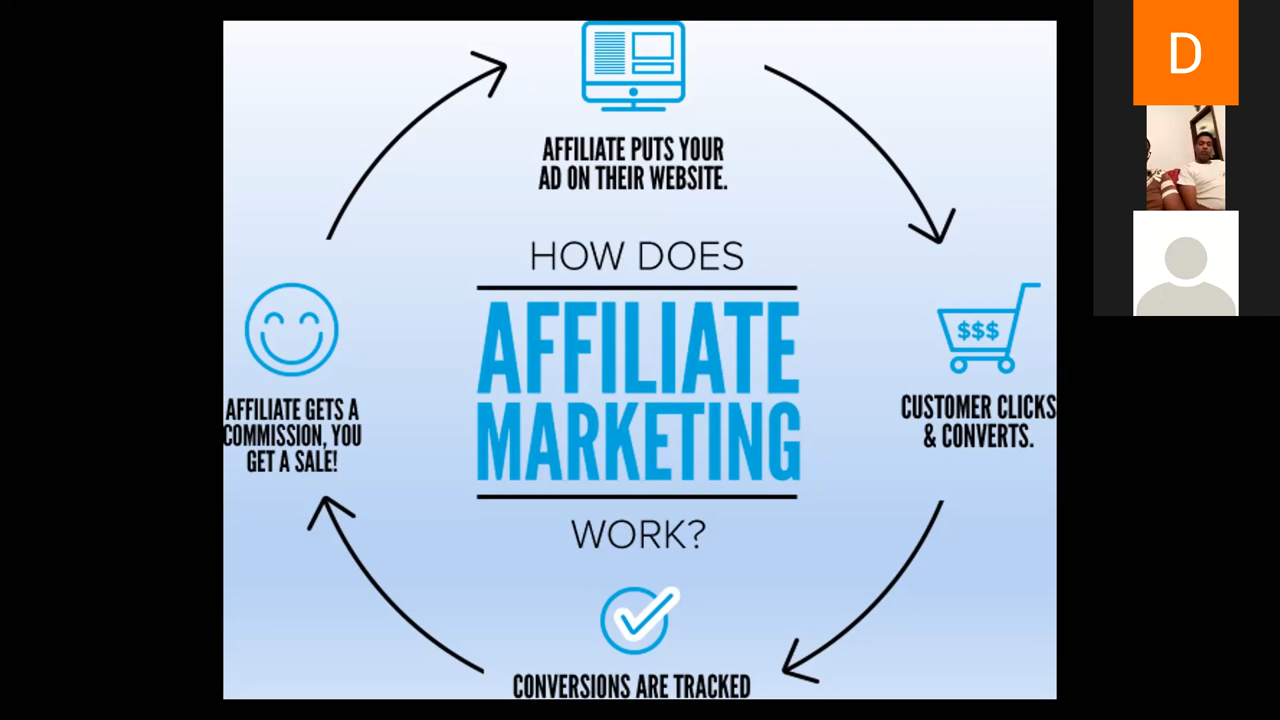 D
AFFILIATE PUTS YOUR
AD ON THEIR WEBSITE.
HOW DOES
AFFILIATE
MARKETING
WORK?
$$$
CUSTOMER CLICKS
& CONVERTS.
CONVERSIONS ARE TRACKED
AFFILIATE GETS A
COMMISSION, YOU
GET A SALE!